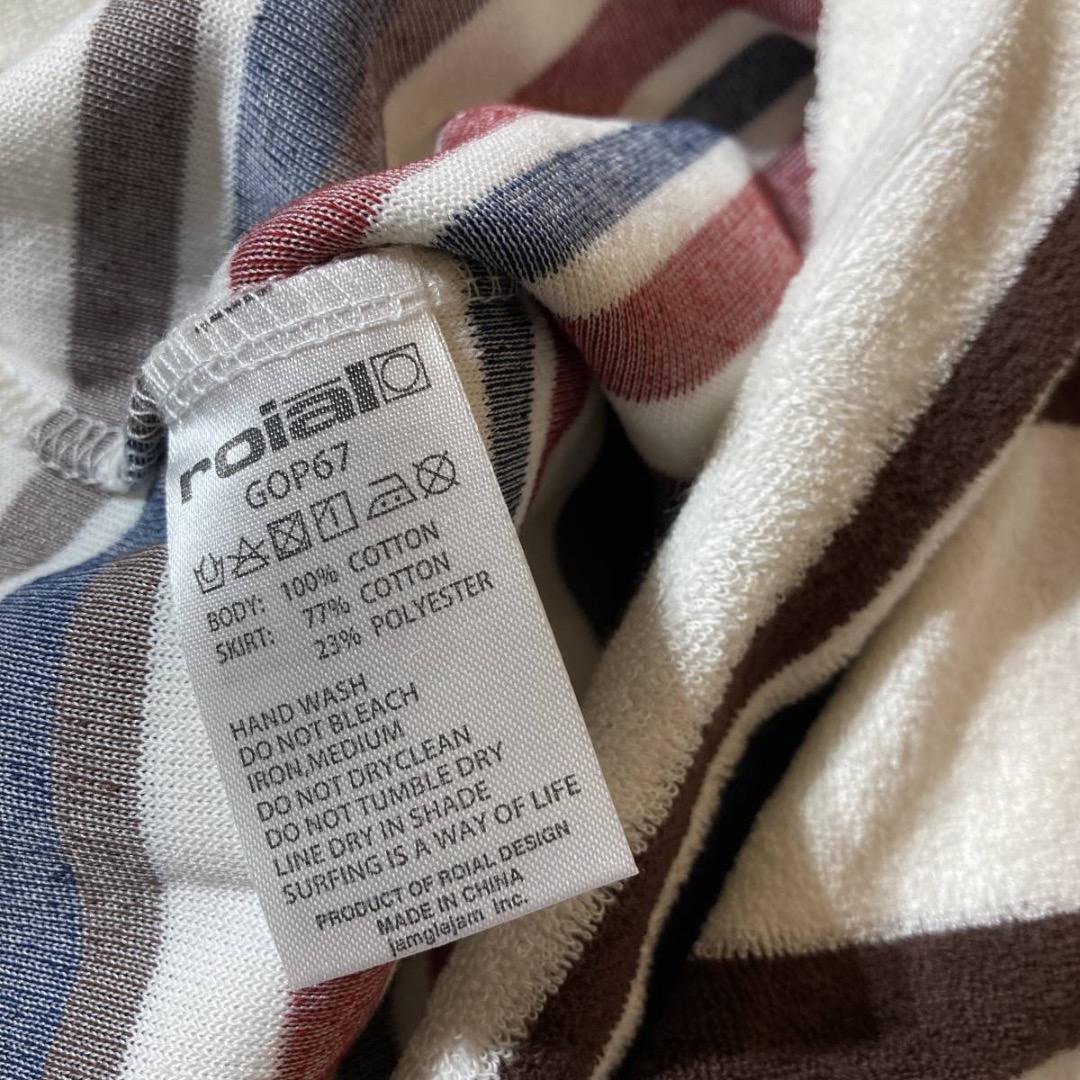 roial
GOP67
BODY: 100% COTTON
SKIRT: 77% COTTON
23% POLYESTER
HAND WASH
DO NOT BLEACH
IRON,MEDIUM
DO NOT DRYCLEAN
DO NOT TUMBLE DRY
LINE DRY IN SHADE
SURFING IS A WAY OF LIFE
PRODUCT OF ROIAL DESIGN
MADE IN CHINA
jamglejam Inc.